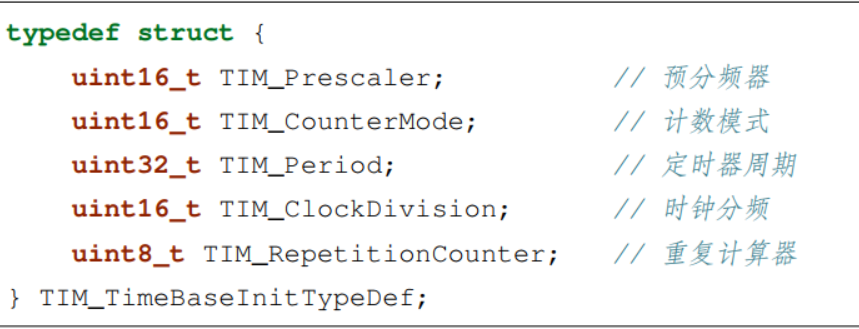 typedef struct {
uint16_t TIM_Prescaler; // 预分频器
uint16_t TIM_CounterMode; // 计数模式
uint32_t TIM_Period; // 定时器周期
uint16_t TIM_ClockDivision; // 时钟分频
uint8_t TIM_RepetitionCounter; // 重复计算器
} TIM_TimeBaseInitTypeDef;